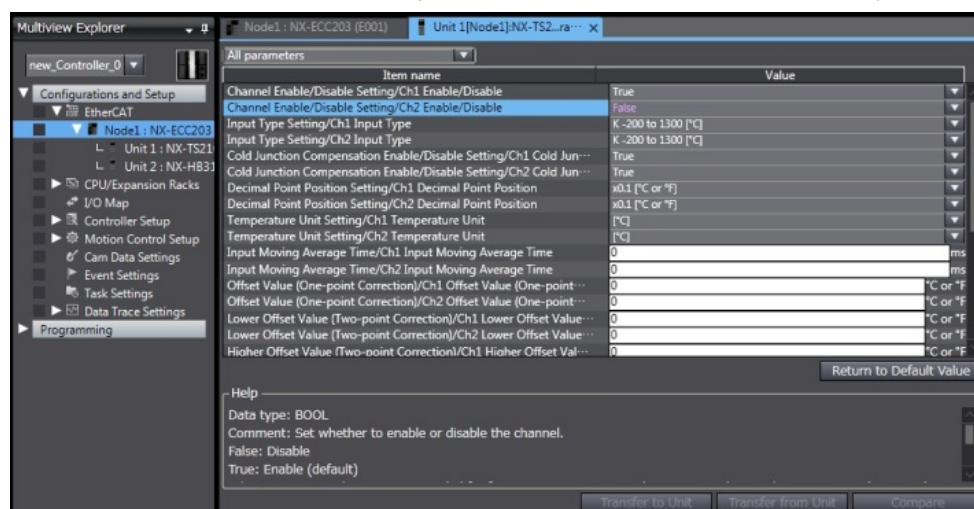 Multiview Explorer
Node1 : NX-ECC203 (E001)
Unit 1[Node1]:NX-TS2...ra···
new_Controller_0
All parameters
Item name Value
Configurations and Setup
EtherCAT
Node1 : NX-ECC203
Unit 1 : NX-TS21
Unit 2 : NX-HB31
CPU/Expansion Racks
I/O Map
Controller Setup
Motion Control Setup
Cam Data Settings
Event Settings
Task Settings
Data Trace Settings
Programming
Channel Enable/Disable Setting/Ch1 Enable/Disable True
Channel Enable/Disable Setting/Ch2 Enable/Disable False
Input Type Setting/Ch1 Input Type K -200 to 1300 [°C]
Input Type Setting/Ch2 Input Type K -200 to 1300 [°C]
Cold Junction Compensation Enable/Disable Setting/Ch1 Cold Jun··· True
Cold Junction Compensation Enable/Disable Setting/Ch2 Cold Jun··· True
Decimal Point Position Setting/Ch1 Decimal Point Position x0.1 [°C or °F]
Decimal Point Position Setting/Ch2 Decimal Point Position x0.1 [°C or °F]
Temperature Unit Setting/Ch1 Temperature Unit [°C]
Temperature Unit Setting/Ch2 Temperature Unit [°C]
Input Moving Average Time/Ch1 Input Moving Average Time 0 ms
Input Moving Average Time/Ch2 Input Moving Average Time 0 ms
Offset Value (One-point Correction)/Ch1 Offset Value (One-point··· 0 °C or °F
Offset Value (One-point Correction)/Ch2 Offset Value (One-point··· 0 °C or °F
Lower Offset Value (Two-point Correction)/Ch1 Lower Offset Value··· 0 °C or °F
Lower Offset Value (Two-point Correction)/Ch2 Lower Offset Value··· 0 °C or °F
Higher Offset Value (Two-point Correction)/Ch1 Higher Offset Val··· 0 °C or °F
Return to Default Value
Help
Data type: BOOL
Comment: Set whether to enable or disable the channel.
False: Disable
True: Enable (default)
Transfer to Unit Transfer from Unit Compare